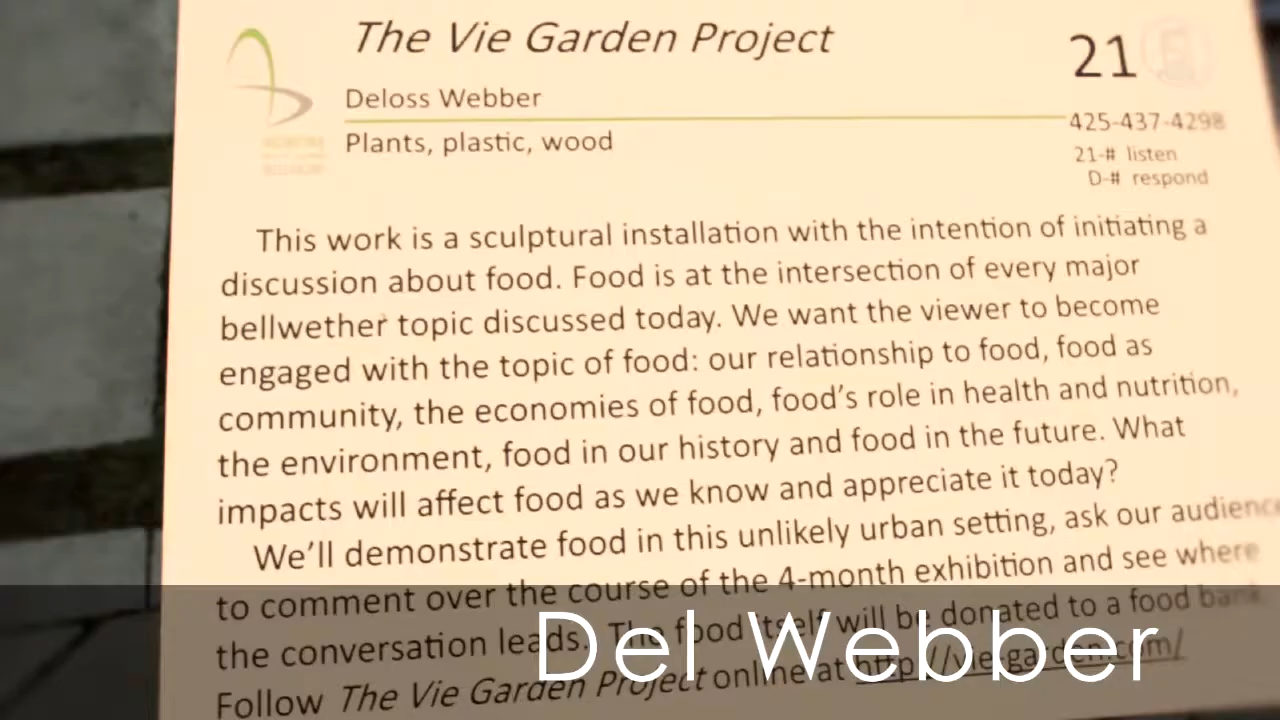 The Vie Garden Project
21
Deloss Webber
425-437-4298
Plants, plastic, wood
21-# listen
D-# respond
This work is a sculptural installation with the intention of initiating a
discussion about food. Food is at the intersection of every major
bellwether topic discussed today. We want the viewer to become
engaged with the topic of food: our relationship to food, food as
community, the economies of food, food's role in health and nutrition,
the environment, food in our history and food in the future. What
impacts will affect food as we know and appreciate it today?
We'll demonstrate food in this unlikely urban setting, ask our audience
to comment over the course of the 4-month exhibition and see where
the conversation leads. The food itself will be donated to a food bank.
Follow The Vie Garden Project online at http://viegarden.com/
Del Webber